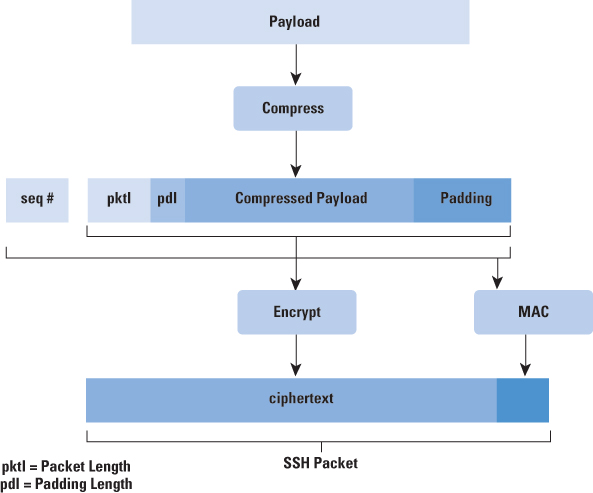 Payload
Compress
seq # pktl pdl Compressed Payload Padding
Encrypt MAC
ciphertext
SSH Packet
pktl = Packet Length
pdl = Padding Length